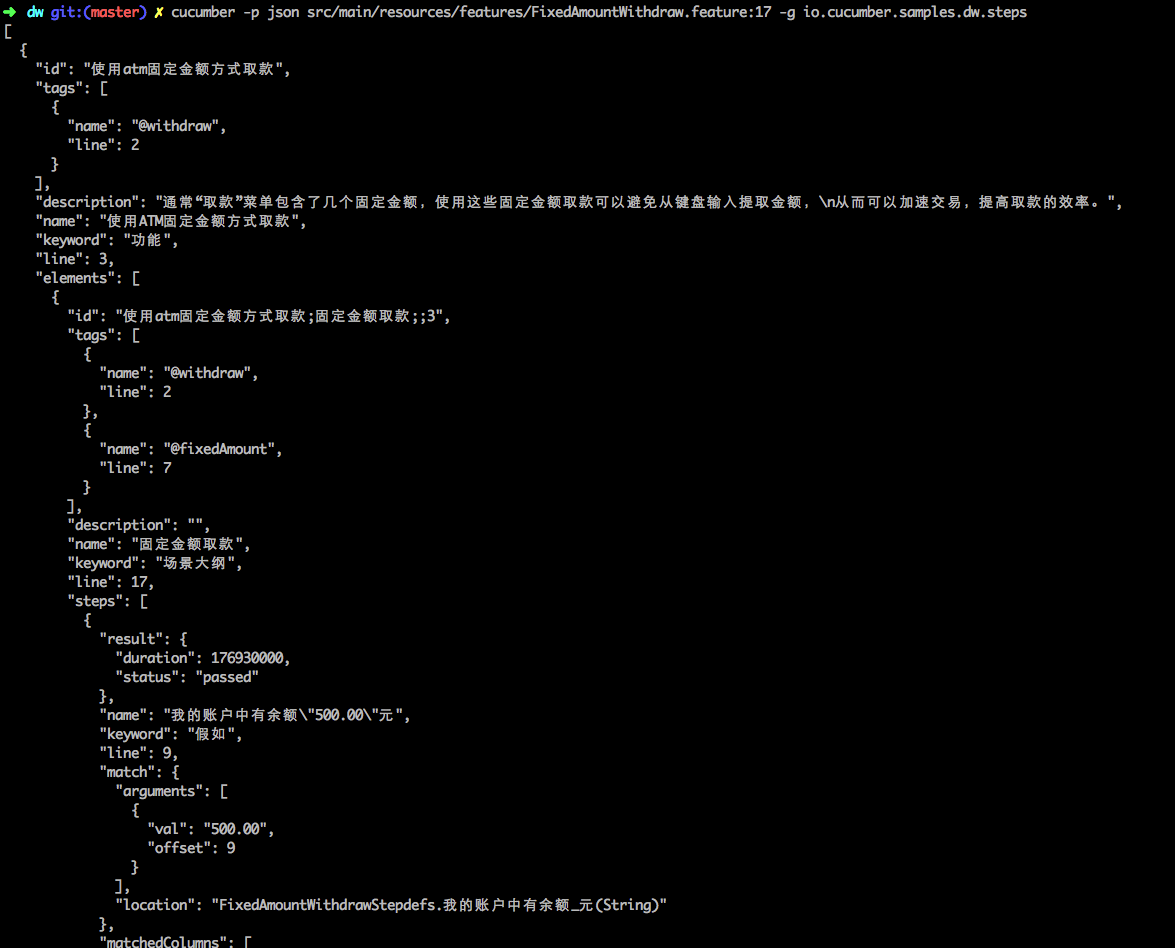 ➜ dw git:(master) ✗ cucumber -p json src/main/resources/features/FixedAmountWithdraw.feature:17 -g io.cucumber.samples.dw.steps
[
  {
    "id": "使用atm固定金额方式取款",
    "tags": [
      {
        "name": "@withdraw",
        "line": 2
      }
    ],
    "description": "通常“取款”菜单包含了几个固定金额，使用这些固定金额取款可以避免从键盘输入提取金额，\n从而可以加速交易，提高取款的效率。",
    "name": "使用ATM固定金额方式取款",
    "keyword": "功能",
    "line": 3,
    "elements": [
      {
        "id": "使用atm固定金额方式取款;固定金额取款;;3",
        "tags": [
          {
            "name": "@withdraw",
            "line": 2
          },
          {
            "name": "@fixedAmount",
            "line": 7
          }
        ],
        "description": "",
        "name": "固定金额取款",
        "keyword": "场景大纲",
        "line": 17,
        "steps": [
          {
            "result": {
              "duration": 176930000,
              "status": "passed"
            },
            "name": "我的账户中有余额\"500.00\"元",
            "keyword": "假如",
            "line": 9,
            "match": {
              "arguments": [
                {
                  "val": "500.00",
                  "offset": 9
                }
              ],
              "location": "FixedAmountWithdrawStepdefs.我的账户中有余额_元(String)"
            },
            "matchedColumns": [